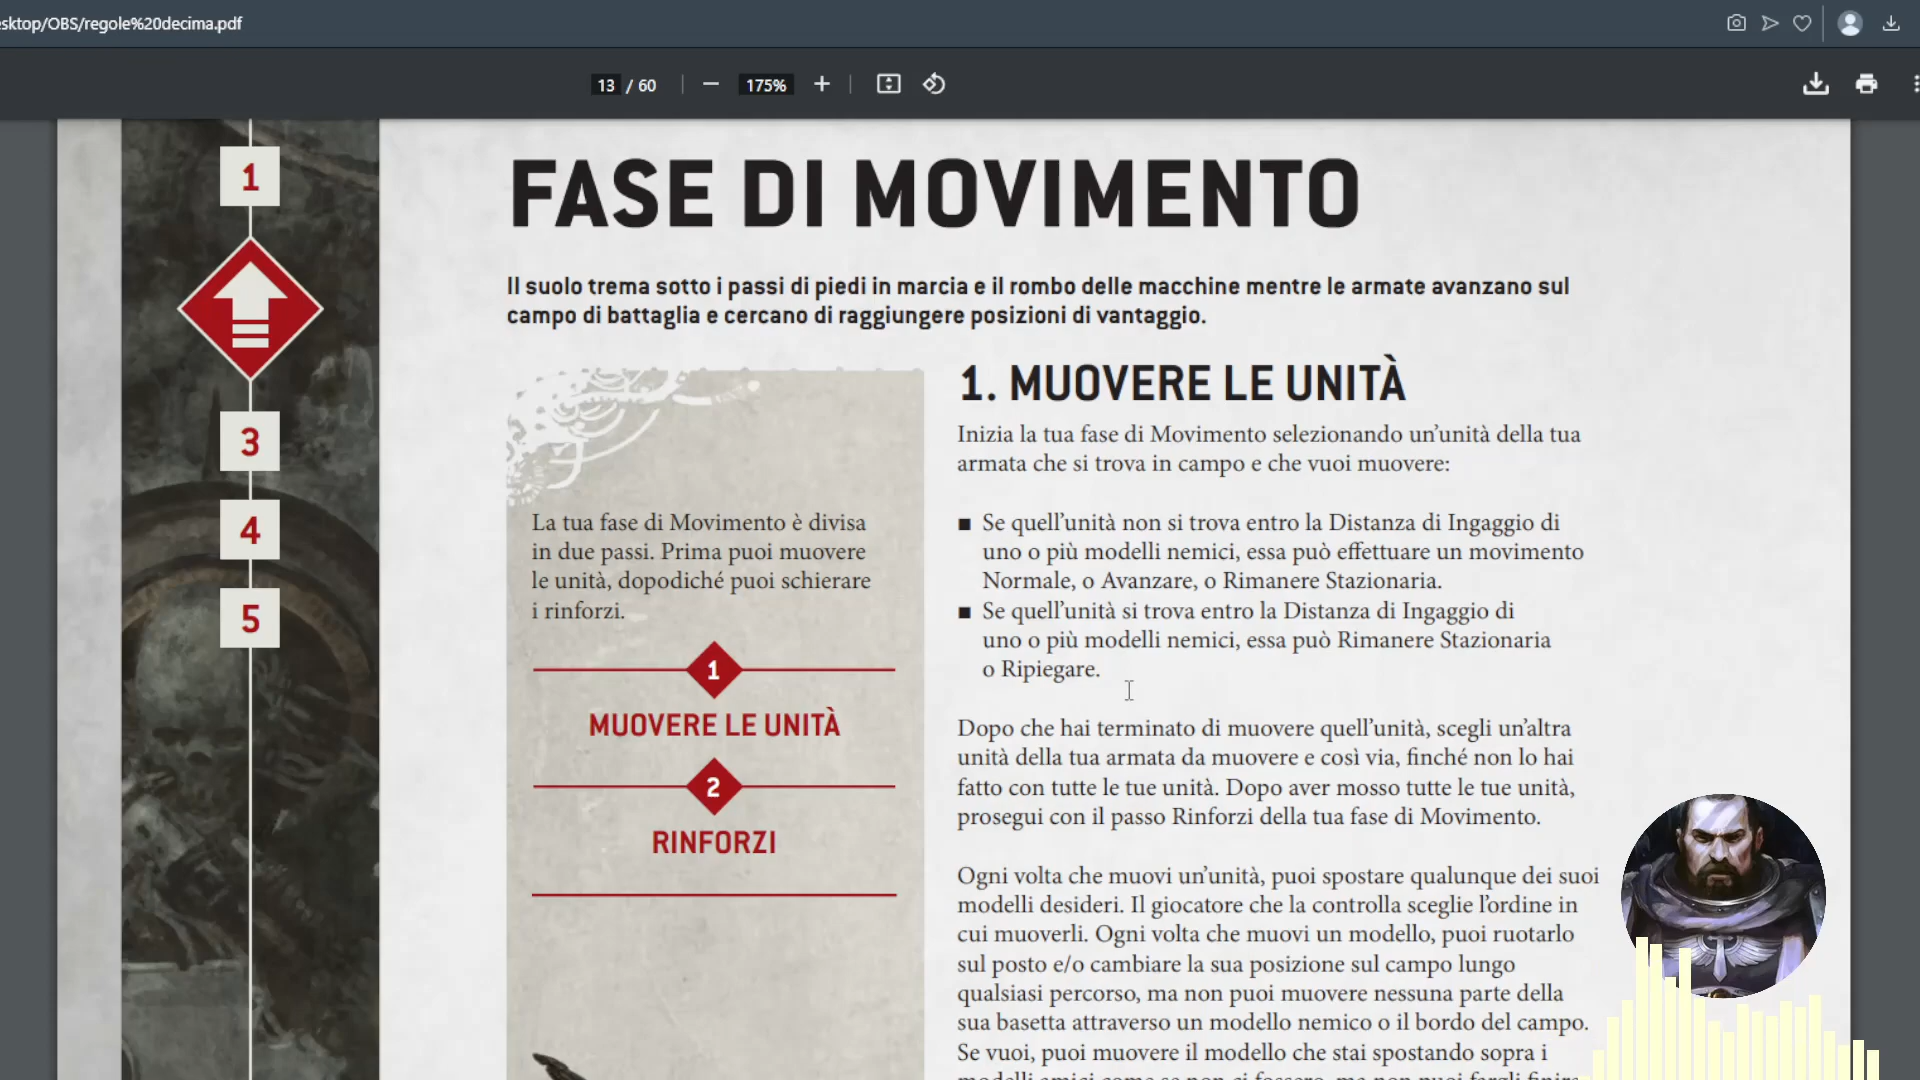 sktop/OBS/regole%20decima.pdf
13 / 60
175%
1
3
4
5
FASE DI MOVIMENTO
Il suolo trema sotto i passi di piedi in marcia e il rombo delle macchine mentre le armate avanzano sul
campo di battaglia e cercano di raggiungere posizioni di vantaggio.
La tua fase di Movimento è divisa
in due passi. Prima puoi muovere
le unità, dopodiché puoi schierare
i rinforzi.
1
MUOVERE LE UNITÀ
2
RINFORZI
1. MUOVERE LE UNITÀ
Inizia la tua fase di Movimento selezionando un'unità della tua
armata che si trova in campo e che vuoi muovere:
■ Se quell'unità non si trova entro la Distanza di Ingaggio di
uno o più modelli nemici, essa può effettuare un movimento
Normale, o Avanzare, o Rimanere Stazionaria.
■ Se quell'unità si trova entro la Distanza di Ingaggio di
uno o più modelli nemici, essa può Rimanere Stazionaria
o Ripiegare.
Dopo che hai terminato di muovere quell'unità, scegli un'altra
unità della tua armata da muovere e così via, finché non lo hai
fatto con tutte le tue unità. Dopo aver mosso tutte le tue unità,
prosegui con il passo Rinforzi della tua fase di Movimento.
Ogni volta che muovi un'unità, puoi spostare qualunque dei suoi
modelli desideri. Il giocatore che la controlla sceglie l'ordine in
cui muoverli. Ogni volta che muovi un modello, puoi ruotarlo
sul posto e/o cambiare la sua posizione sul campo lungo
qualsiasi percorso, ma non puoi muovere nessuna parte della
sua basetta attraverso un modello nemico o il bordo del campo.
Se vuoi, puoi muovere il modello che stai spostando sopra i